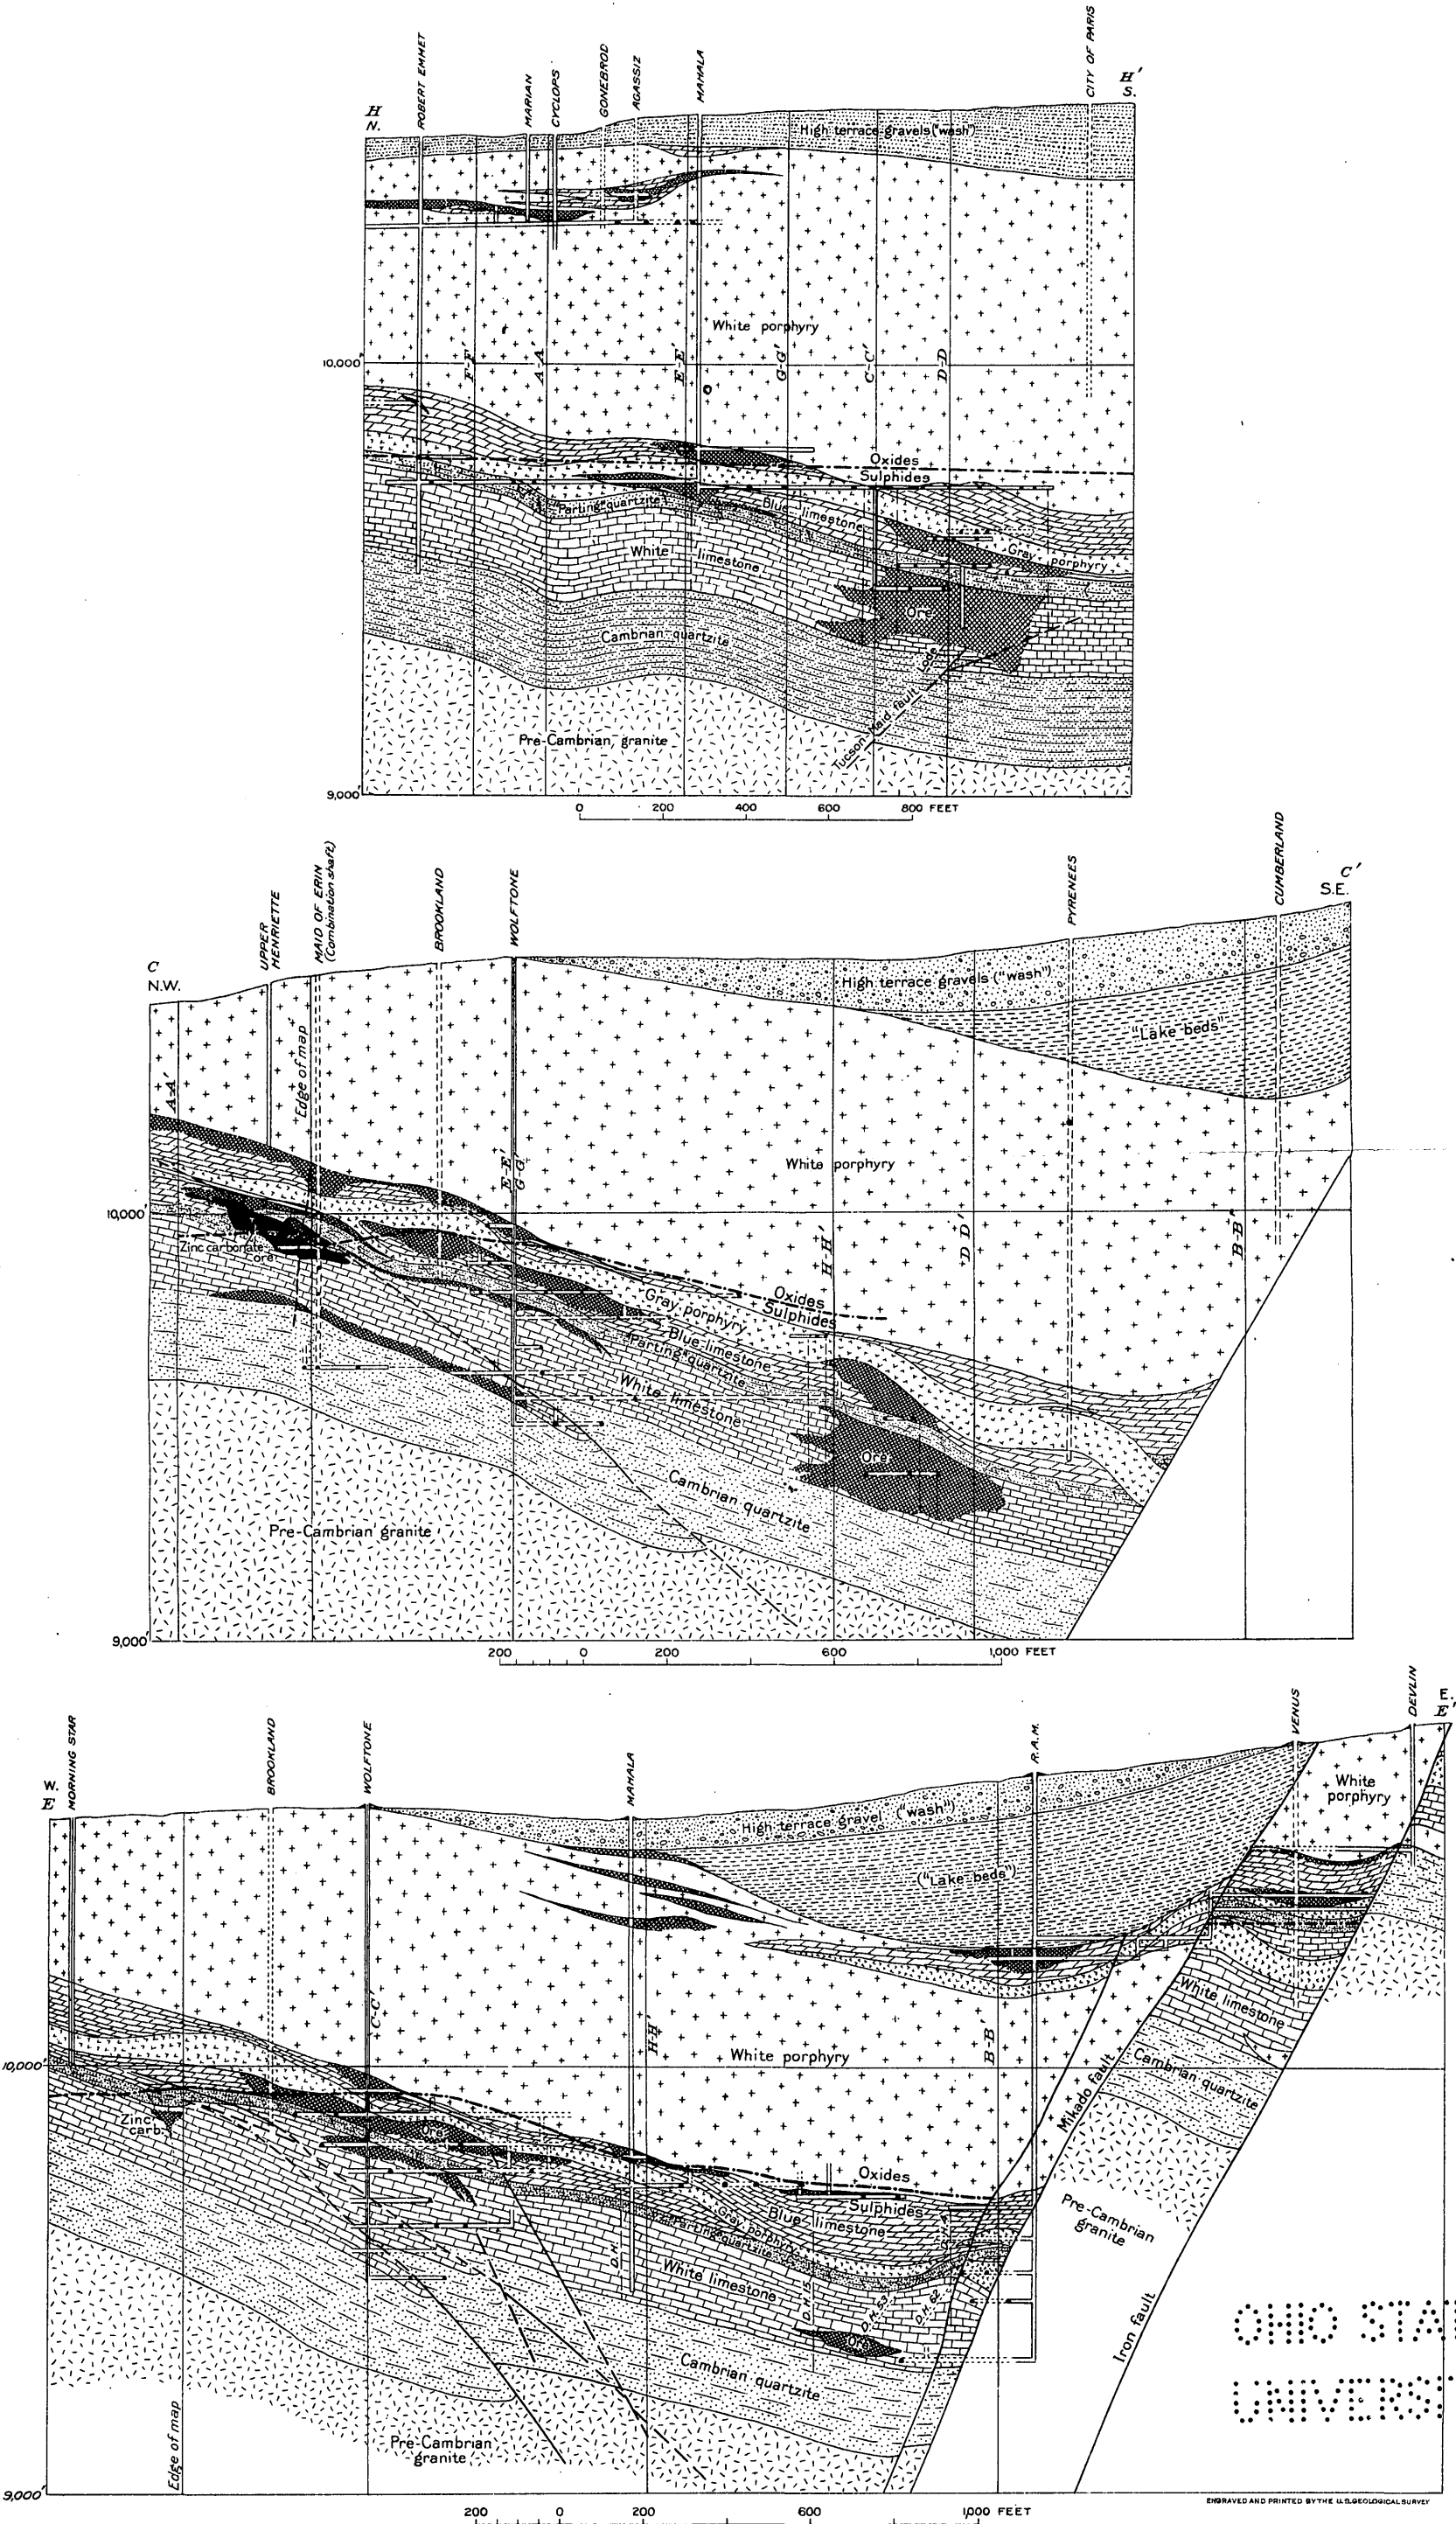 H
N.
ROBERT EMMET
MARIAN
CYCLOPS
GONEBROD
AGASSIZ
MAHALA
CITY OF PARIS
H'
S.
High terrace gravels ("wash")
White porphyry
10,000'
F-F'
A-A'
E-E'
G-G'
C-C'
D-D
Oxides
Sulphides
"Parting" quartzite
Blue limestone
White limestone
Gray porphyry
Ore
Cambrian quartzite
Tucson-Maid fault
Pre-Cambrian granite
9,000'
0 200 400 600 800 FEET
C
N.W.
UPPER
HENRIETTE
MAID OF ERIN
(Combination shaft)
BROOKLAND
WOLFTONE
PYRENEES
CUMBERLAND
C'
S.E.
High terrace gravels ("wash")
"Lake beds"
A-A'
Edge of map
White porphyry
E-E'
G-G'
10,000'
H-H'
D D'
B-B'
Zinc carbonate
ore
Oxides
Sulphides
Gray porphyry
Blue limestone
"Parting" quartzite
White limestone
Ore
Cambrian quartzite
Pre-Cambrian granite
9,000'
200 0 200 600 1,000 FEET
W.
E
MORNING STAR
BROOKLAND
WOLFTONE
MAHALA
R.A.M.
VENUS
DEVLIN
E.
E'
White
porphyry
High terrace gravel ("wash")
("Lake beds")
C-C'
H-H'
B-B'
White porphyry
10,000'
White limestone
Cambrian quartzite
Mikado fault
Zinc
carb.
Ore
Oxides
Sulphides
Blue limestone
Gray porphyry
"Parting" quartzite
White limestone
D.H.
D.H. 5
D.H. 53
D.H. 62
D.H. 4
Ore
Pre-Cambrian
granite
Iron fault
Cambrian quartzite
Pre-Cambrian
granite
Edge of map
9,000'
200 0 200 600 1,000 FEET
OHIO STA
UNIVERSI
ENGRAVED AND PRINTED BY THE U.S. GEOLOGICAL SURVEY